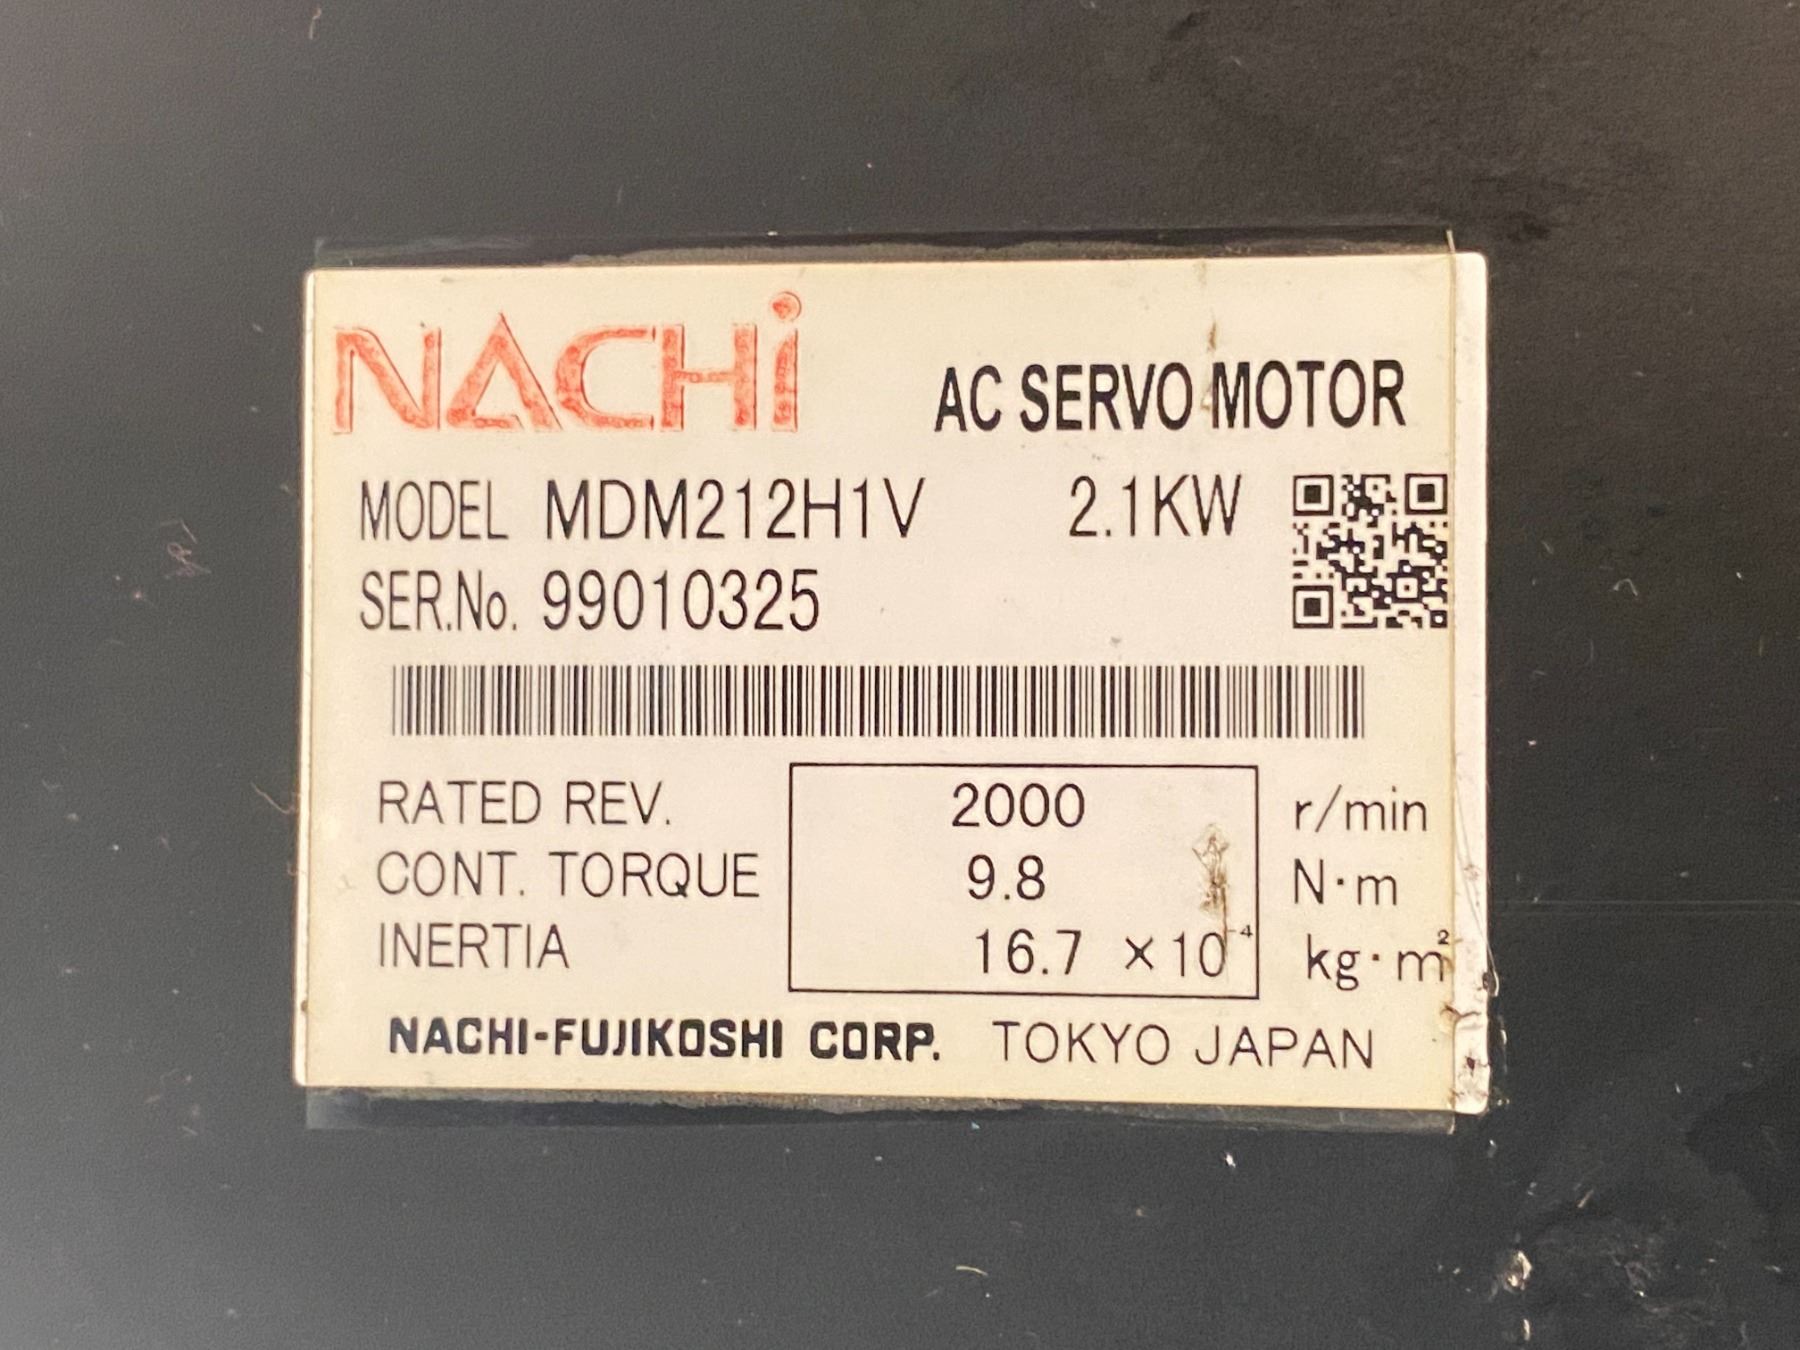 NACHi
AC SERVO MOTOR
MODEL MDM212H1V 2.1KW
SER.No. 99010325
RATED REV. 2000 r/min
CONT. TORQUE 9.8 N·m
INERTIA 16.7 ×10⁻⁴ kg·m²
NACHI-FUJIKOSHI CORP. TOKYO JAPAN